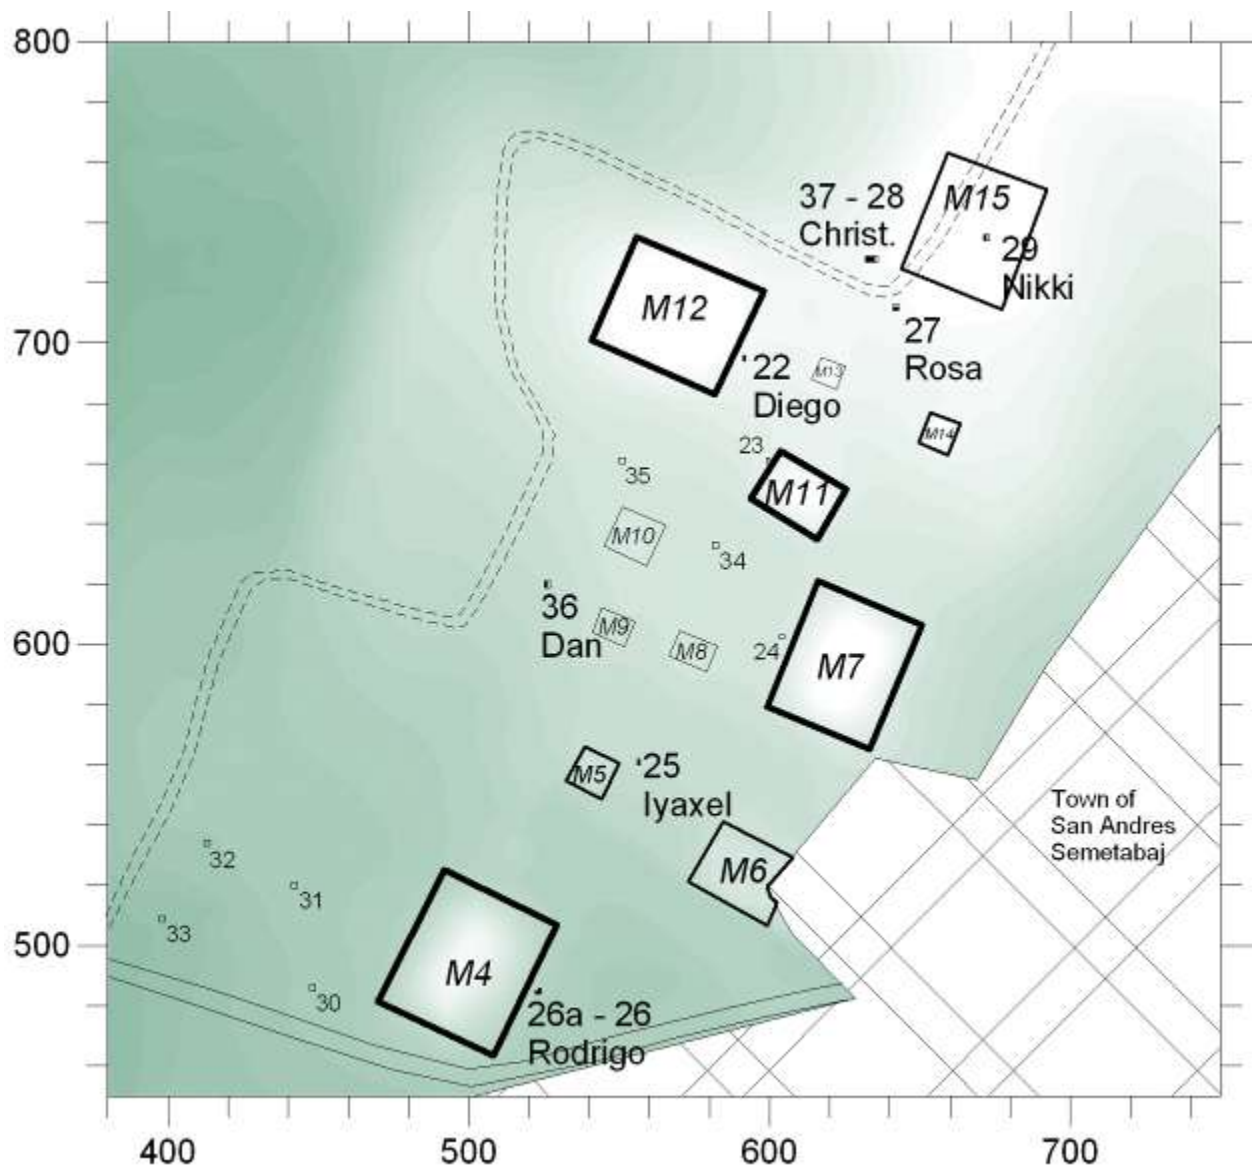 800
37 - 28
Christ.
M15
29
Nikki
M12
700
27
Rosa
22
Diego
M13
M14
23
35
M11
M10
34
36
Dan
M9
M8
24
600
M7
M5
25
Iyaxel
Town of
San Andres
Semetabaj
32
M6
31
33
500
M4
30
26a - 26
Rodrigo
400
500
600
700